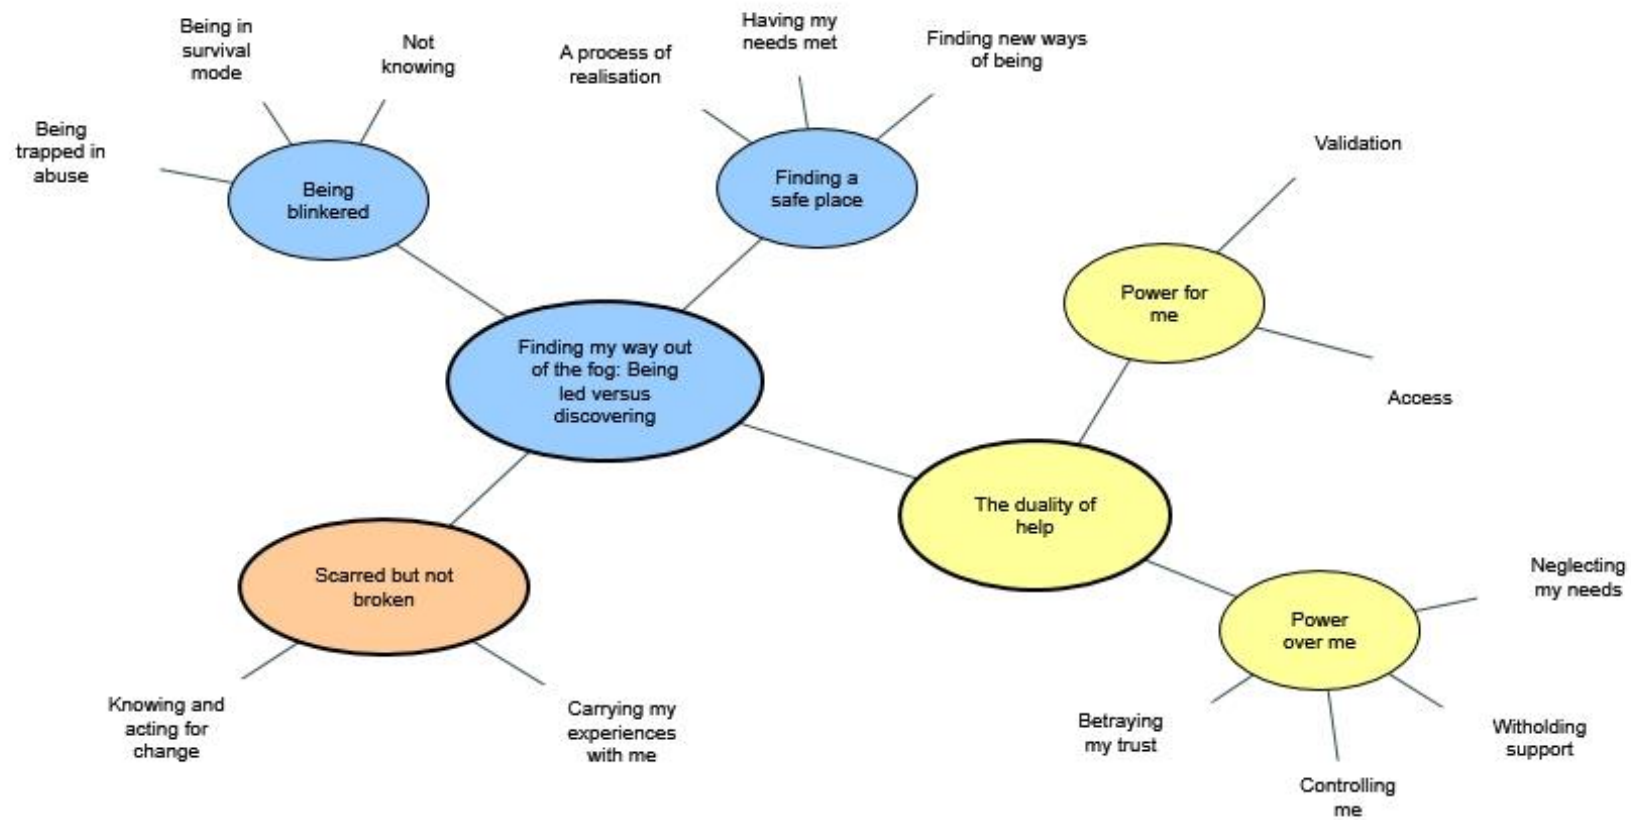 Being in
survival
mode
Not
knowing
Being
trapped in
abuse
Being
blinkered
A process of
realisation
Having my
needs met
Finding new ways
of being
Finding a
safe place
Validation
Power for
me
Access
Finding my way out
of the fog: Being
led versus
discovering
The duality of
help
Scarred but not
broken
Knowing and
acting for
change
Carrying my
experiences
with me
Power
over me
Neglecting
my needs
Betraying
my trust
Controlling
me
Witholding
support